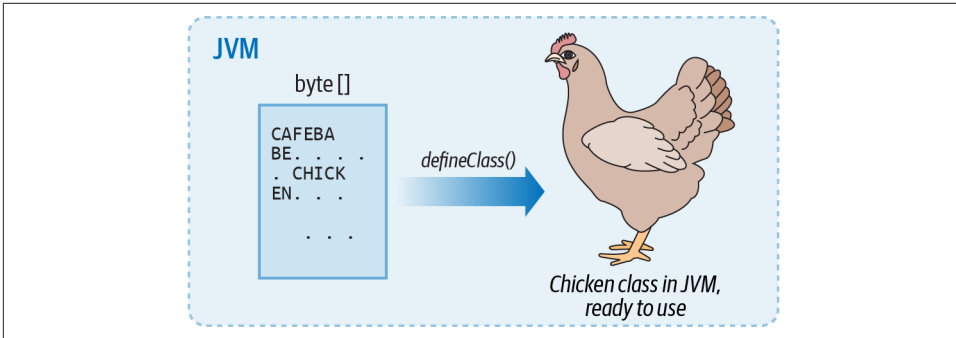 JVM
byte []
CAFEBA
BE. . . .
. CHICK
EN. . .
. . .
defineClass()
Chicken class in JVM,
ready to use